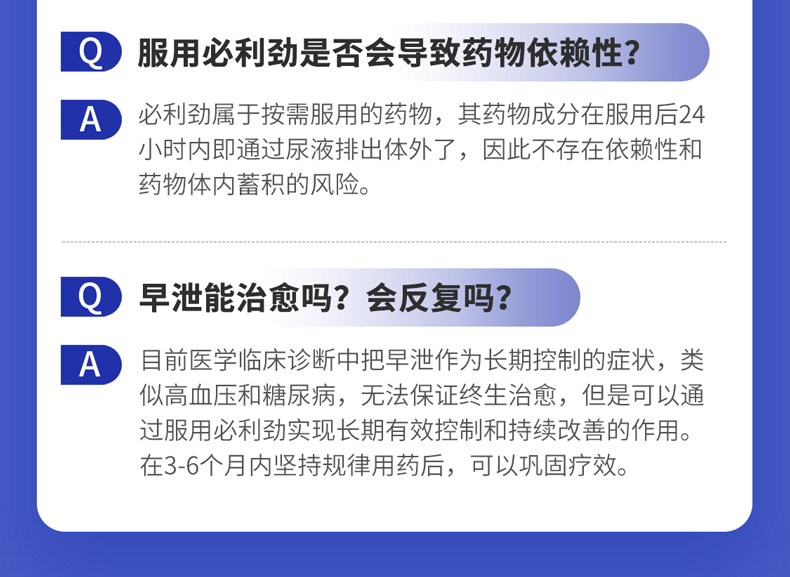 Q 服用必利劲是否会导致药物依赖性？
A 必利劲属于按需服用的药物，其药物成分在服用后24
小时内即通过尿液排出体外了，因此不存在依赖性和
药物体内蓄积的风险。
Q 早泄能治愈吗？会反复吗？
A 目前医学临床诊断中把早泄作为长期控制的症状，类
似高血压和糖尿病，无法保证终生治愈，但是可以通
过服用必利劲实现长期有效控制和持续改善的作用。
在3-6个月内坚持规律用药后，可以巩固疗效。